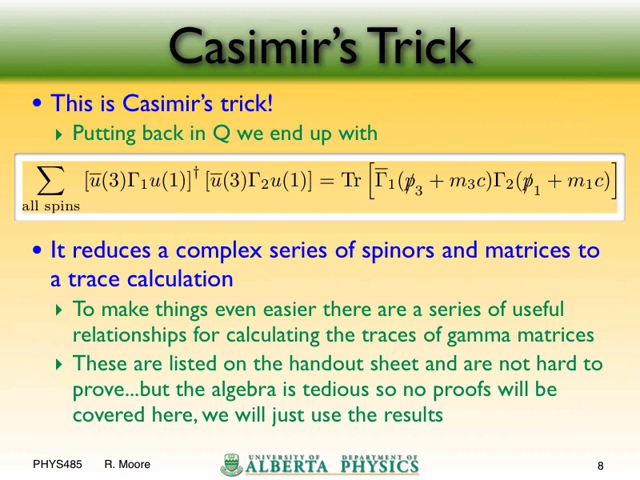 Casimir's Trick
• This is Casimir's trick!
▸ Putting back in Q we end up with
∑ [u̅(3)Γ₁u(1)]† [u̅(3)Γ₂u(1)] = Tr [Γ̅₁(p̸₃ + m₃c)Γ₂(p̸₁ + m₁c)]
all spins
• It reduces a complex series of spinors and matrices to
a trace calculation
▸ To make things even easier there are a series of useful
relationships for calculating the traces of gamma matrices
▸ These are listed on the handout sheet and are not hard to
prove...but the algebra is tedious so no proofs will be
covered here, we will just use the results
PHYS485 R. Moore
UNIVERSITY OF DEPARTMENT OF
ALBERTA PHYSICS
8